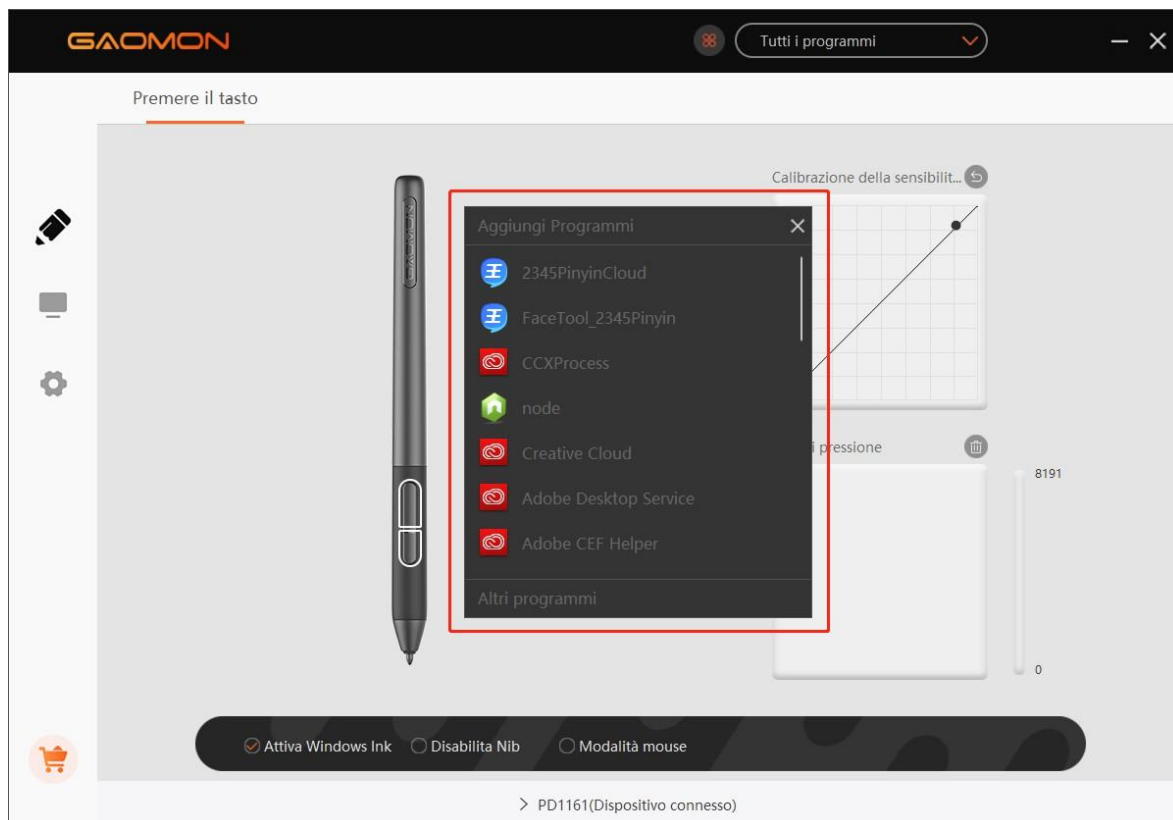 GAOMON
Tutti i programmi
Premere il tasto
Calibrazione della sensibilit...
GAOMON
Aggiungi Programmi
2345PinyinCloud
FaceTool_2345Pinyin
CCXProcess
node
Creative Cloud
Adobe Desktop Service
Adobe CEF Helper
Altri programmi
i pressione
8191
0
Attiva Windows Ink
Disabilita Nib
Modalità mouse
PD1161(Dispositivo connesso)